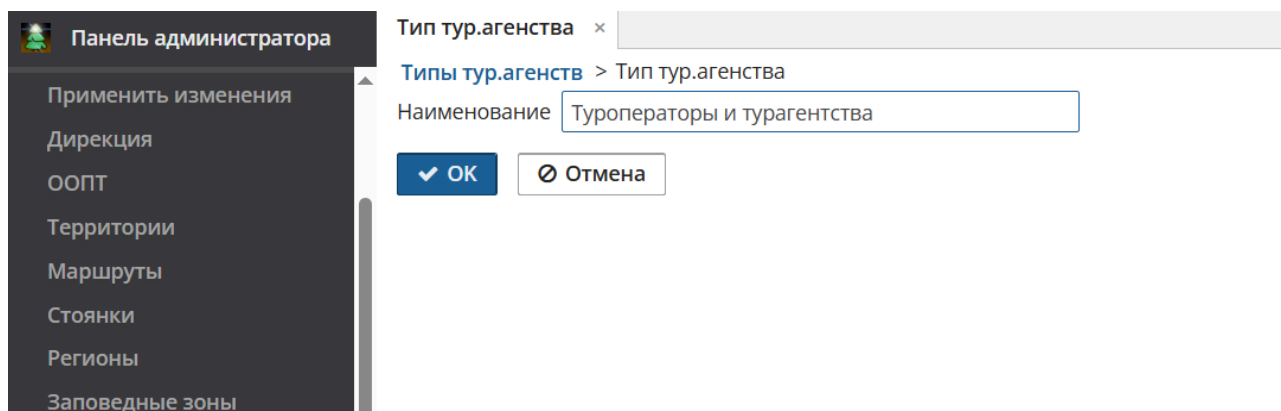 Панель администратора
Применить изменения
Дирекция
ООПТ
Территории
Маршруты
Стоянки
Регионы
Заповедные зоны
Тип тур.агенства ×
Типы тур.агенств > Тип тур.агенства
Наименование Туроператоры и турагентства
OK Отмена